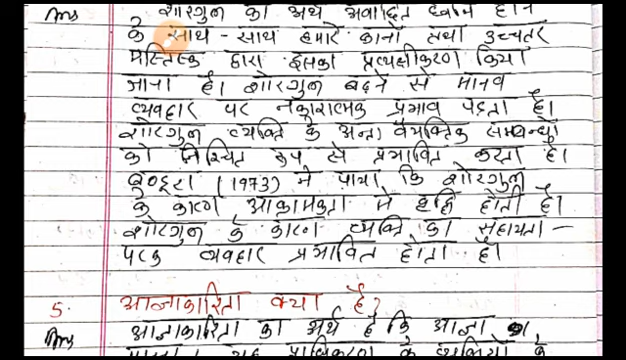 Ans शोरगुल का अर्थ अवांछित ध्वनि होने
के साथ - साथ हमारे कानों तथा उच्चतर
मस्तिष्क द्वारा इसका प्रत्यक्षीकरण किया
जाना है। शोरगुल बढ़ने से मानव
व्यवहार पर नकारात्मक प्रभाव पड़ता है।
शोरगुल व्यक्ति के अन्तः वैयक्तिक सम्बन्धों
को निश्चित रूप से प्रभावित करता है।
(1973) ने पाया कि शोरगुल
के कारण आक्रामकता में वृद्धि होती है।
शोरगुल के कारण व्यक्ति का सहायता -
परक व्यवहार प्रभावित होता है।
5. आज्ञाकारिता क्या है?
Ans आज्ञाकारिता का अर्थ है कि आज्ञा